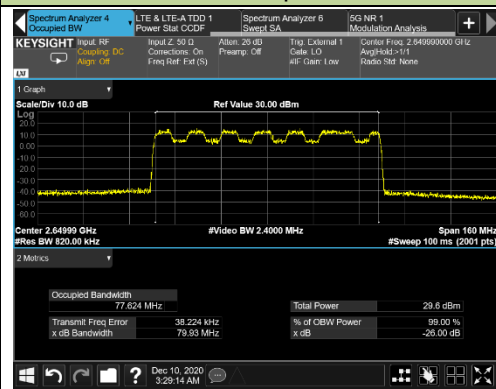 Spectrum Analyzer 4
Occupied BW
LTE & LTE-A TDD 1
Power Stat CCDF
Spectrum Analyzer 6
Swept SA
5G NR 1
Modulation Analysis
KEYSIGHT
Input: RF
Coupling: DC
Align: Off
Input Z: 50 Ω
Corrections: On
Freq Ref: Ext (S)
Atten: 26 dB
Preamp: Off
Trig: External 1
Gate: LO
#IF Gain: Low
Center Freq: 2.649990000 GHz
Avg|Hold:>1/1
Radio Std: None
LXI
1 Graph
Scale/Div 10.0 dB
Ref Value 30.00 dBm
Log
20.0
10.0
0.00
-10.0
-20.0
-30.0
-40.0
-50.0
-60.0
Center 2.64999 GHz
#Video BW 2.4000 MHz
Span 160 MHz
#Res BW 820.00 kHz
#Sweep 100 ms (2001 pts)
2 Metrics
Occupied Bandwidth
77.624 MHz
Total Power
29.6 dBm
Transmit Freq Error
38.224 kHz
% of OBW Power
99.00 %
x dB Bandwidth
79.93 MHz
x dB
-26.00 dB
?
Dec 10, 2020
3:29:14 AM